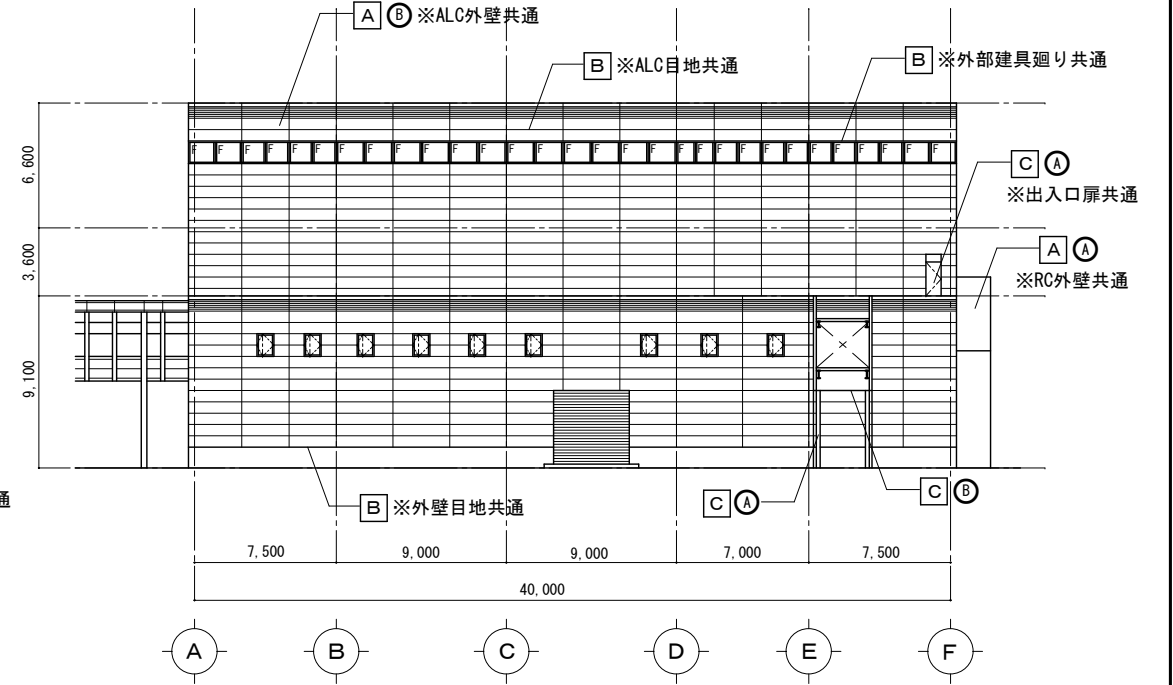 A Ⓑ ※ALC外壁共通
B ※ALC目地共通
B ※外部建具廻り共通
F F F F F F F F F F F F F F F F F F F F F F F F F F F F F F
6,600
C Ⓐ
※出入口扉共通
3,600
A Ⓐ
※RC外壁共通
9,100
通
B ※外壁目地共通
C Ⓐ
C Ⓑ
7,500 9,000 9,000 7,000 7,500
40,000
A B C D E F